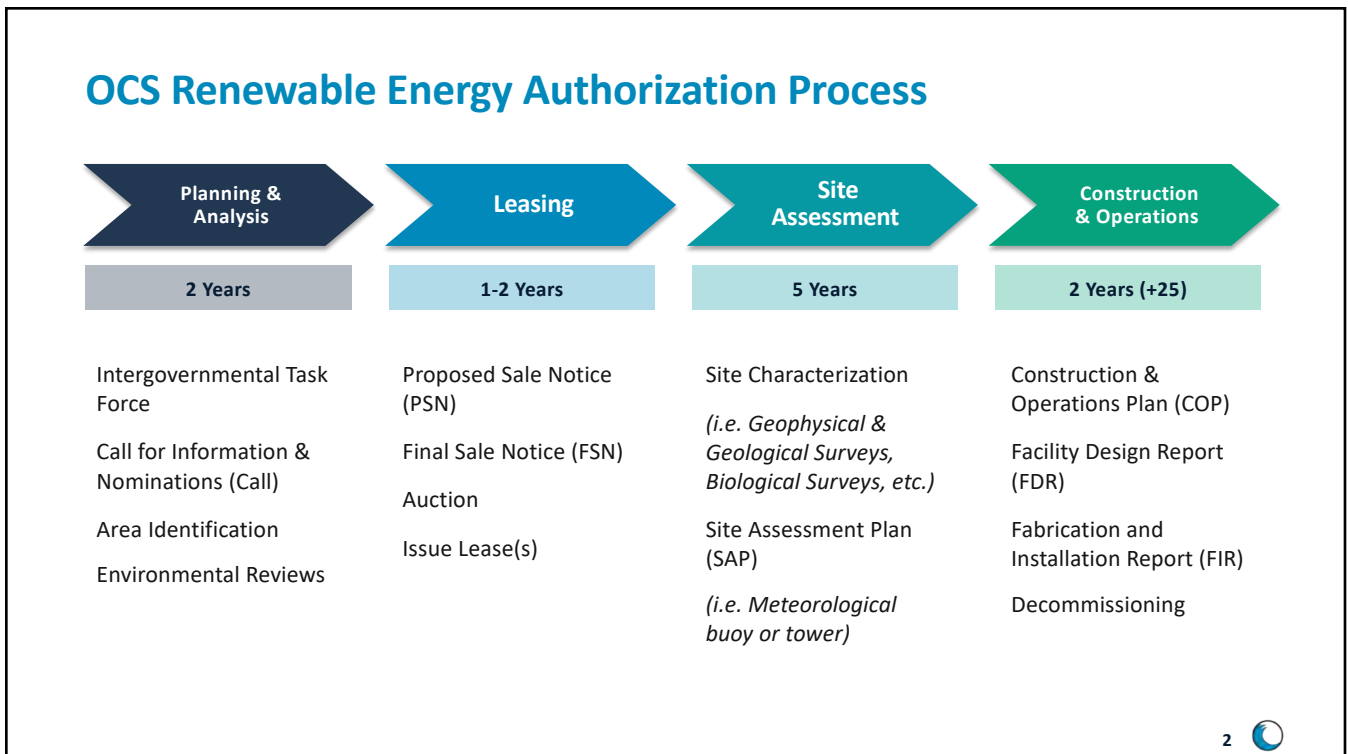 OCS Renewable Energy Authorization Process
Planning &
Analysis
Leasing
Site
Assessment
Construction
& Operations
2 Years
1-2 Years
5 Years
2 Years (+25)
Intergovernmental Task
Force
Call for Information &
Nominations (Call)
Area Identification
Environmental Reviews
Proposed Sale Notice
(PSN)
Final Sale Notice (FSN)
Auction
Issue Lease(s)
Site Characterization
(i.e. Geophysical &
Geological Surveys,
Biological Surveys, etc.)
Site Assessment Plan
(SAP)
(i.e. Meteorological
buoy or tower)
Construction &
Operations Plan (COP)
Facility Design Report
(FDR)
Fabrication and
Installation Report (FIR)
Decommissioning
2